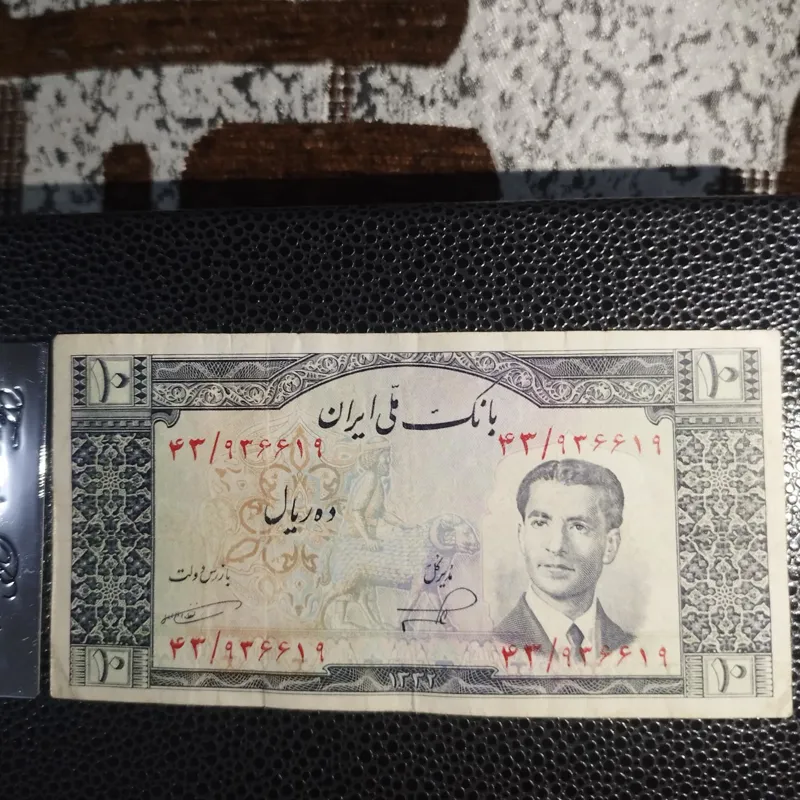 ۱۰ ۱۰
بانک ملّی ایران
۴۳/۹۳۶۶۱۹ ۴۳/۹۳۶۶۱۹
ده ریال
بازرس دولت مدیر کل
۴۳/۹۳۶۶۱۹ ۴۳/۹۳۶۶۱۹
۱۰ ۱۳۳۲ ۱۰